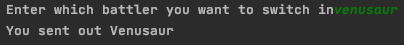 Enter which battler you want to switch invenusaur
You sent out Venusaur